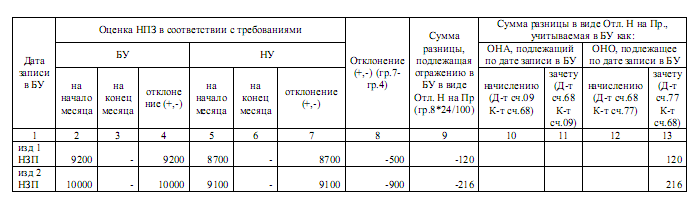 Дата записи в БУ
Оценка НПЗ в соответствии с требованиями
Отклонение (+,-) (гр.7-гр.4)
Сумма разницы, подлежащая отражению в БУ в виде Отл. Н на Пр (гр.8*24/100)
Сумма разницы в виде Отл. Н на Пр., учитываемая в БУ как:
БУ
НУ
ОНА, подлежащий по дате записи в БУ
ОНО, подлежащее по дате записи в БУ
на начало месяца
на конец месяца
отклоне ние (+,-)
на начало месяца
на конец месяца
отклонение (+,-)
начислению (Д-т сч.09 К-т сч.68)
зачету (Д-т сч.68 К-т сч.09)
начислению (Д-т сч.68 К-т сч.77)
зачету (Д-т сч.77 К-т сч.68)
1 2 3 4 5 6 7 8 9 10 11 12 13
изд 1 НЗП 9200 - 9200 8700 - 8700 -500 -120 120
изд 2 НЗП 10000 - 10000 9100 - 9100 -900 -216 216